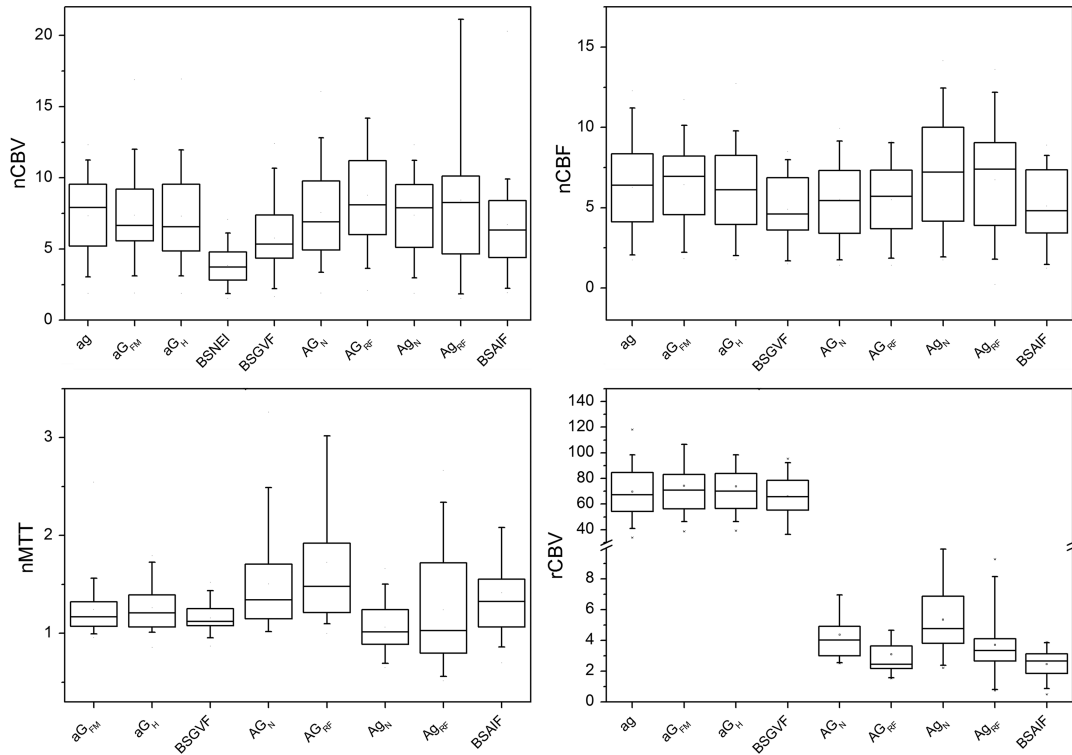 nCBV
20
15
10
5
0
ag
aG FM
aG H
BSNEI
BSGVF
AG N
AG RF
Ag N
Ag RF
BSAIF
nCBF
15
10
5
0
ag
aG FM
aG H
BSGVF
AG N
AG RF
Ag N
Ag RF
BSAIF
nMTT
3
2
1
aG FM
aG H
BSGVF
AG N
AG RF
Ag N
Ag RF
BSAIF
rCBV
140
120
100
80
60
40
8
6
4
2
0
ag
aG FM
aG H
BSGVF
AG N
AG RF
Ag N
Ag RF
BSAIF